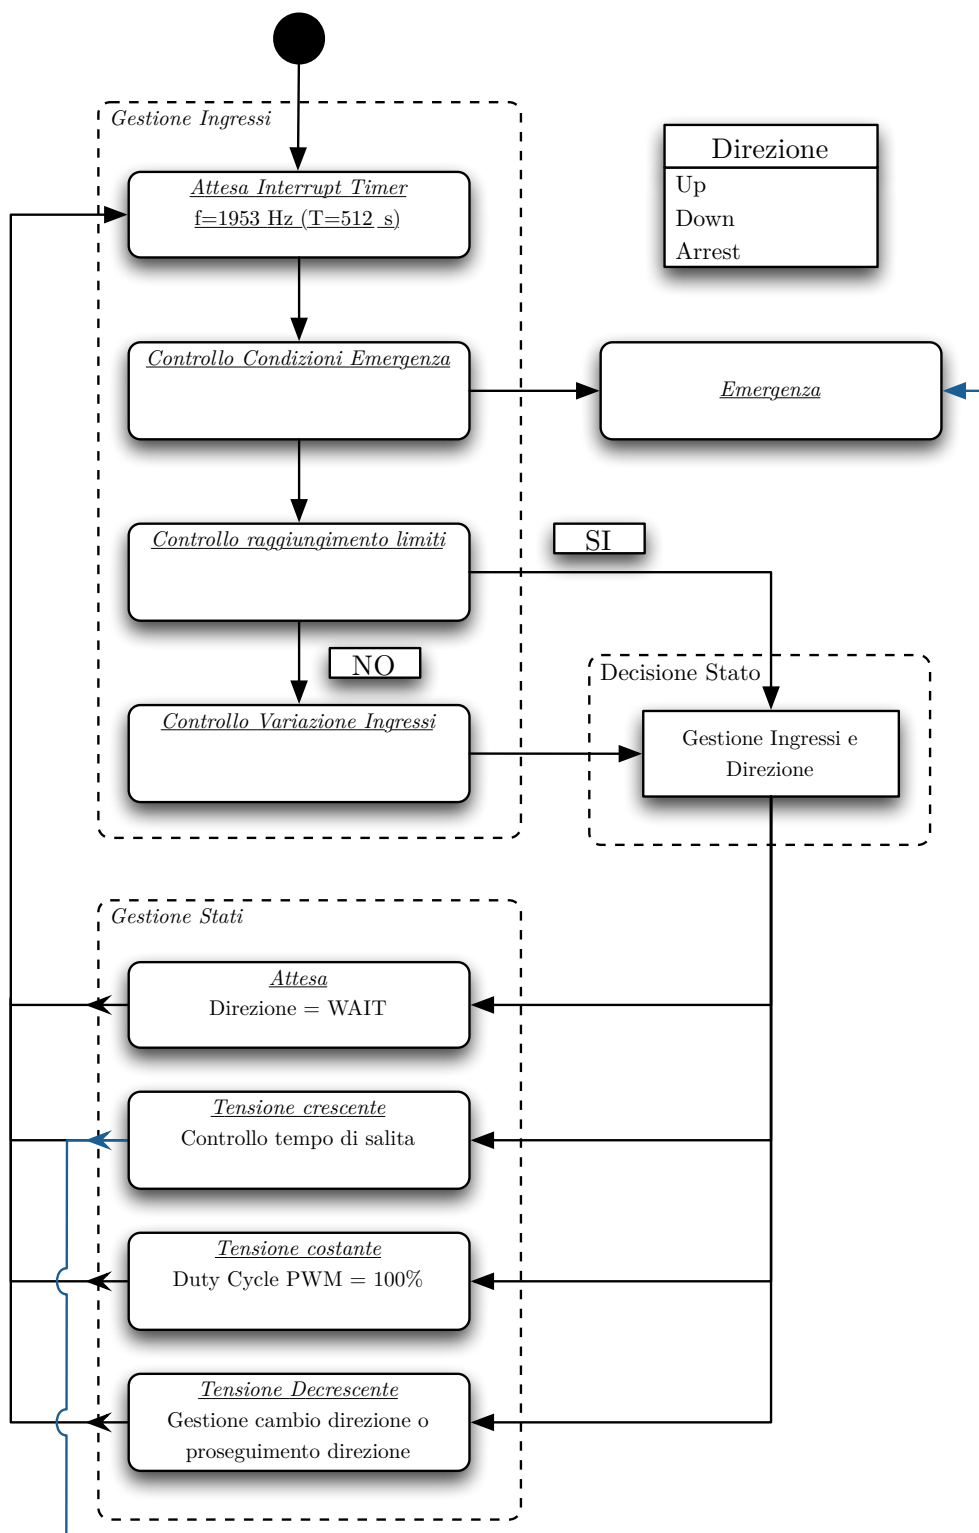 Gestione Ingressi
Attesa Interrupt Timer
f=1953 Hz (T=512 s)
Direzione
Up
Down
Arrest
Controllo Condizioni Emergenza
Emergenza
Controllo raggiungimento limiti
SI
NO
Decisione Stato
Controllo Variazione Ingressi
Gestione Ingressi e
Direzione
Gestione Stati
Attesa
Direzione = WAIT
Tensione crescente
Controllo tempo di salita
Tensione costante
Duty Cycle PWM = 100%
Tensione Decrescente
Gestione cambio direzione o
proseguimento direzione